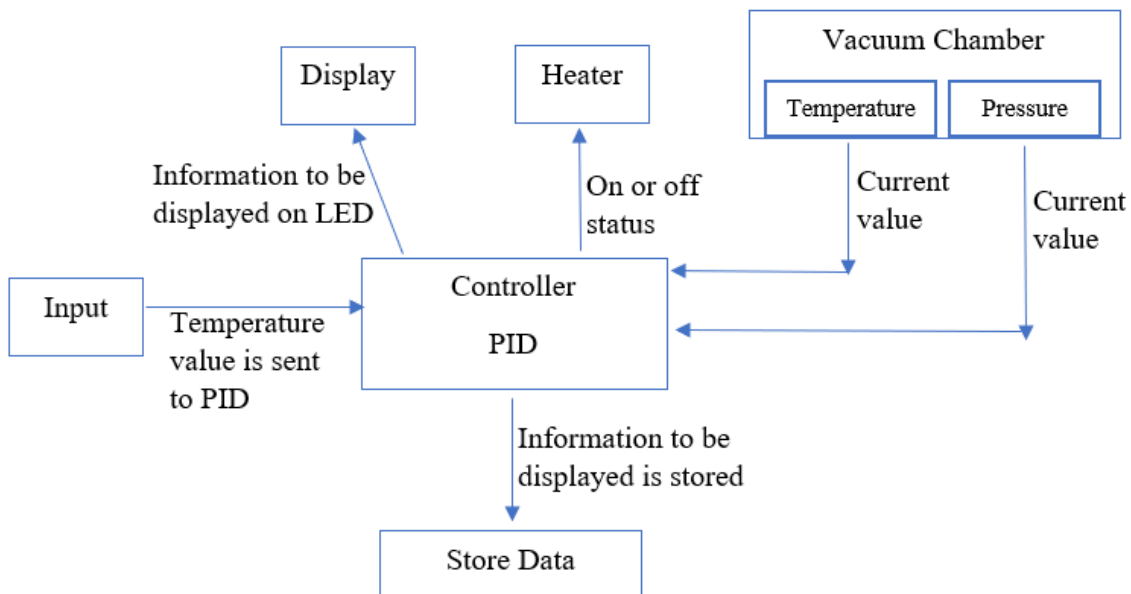 Vacuum Chamber
Display
Heater
Temperature
Pressure
Information to be
displayed on LED
On or off
status
Current
value
Current
value
Controller
PID
Input
Temperature
value is sent
to PID
Information to be
displayed is stored
Store Data